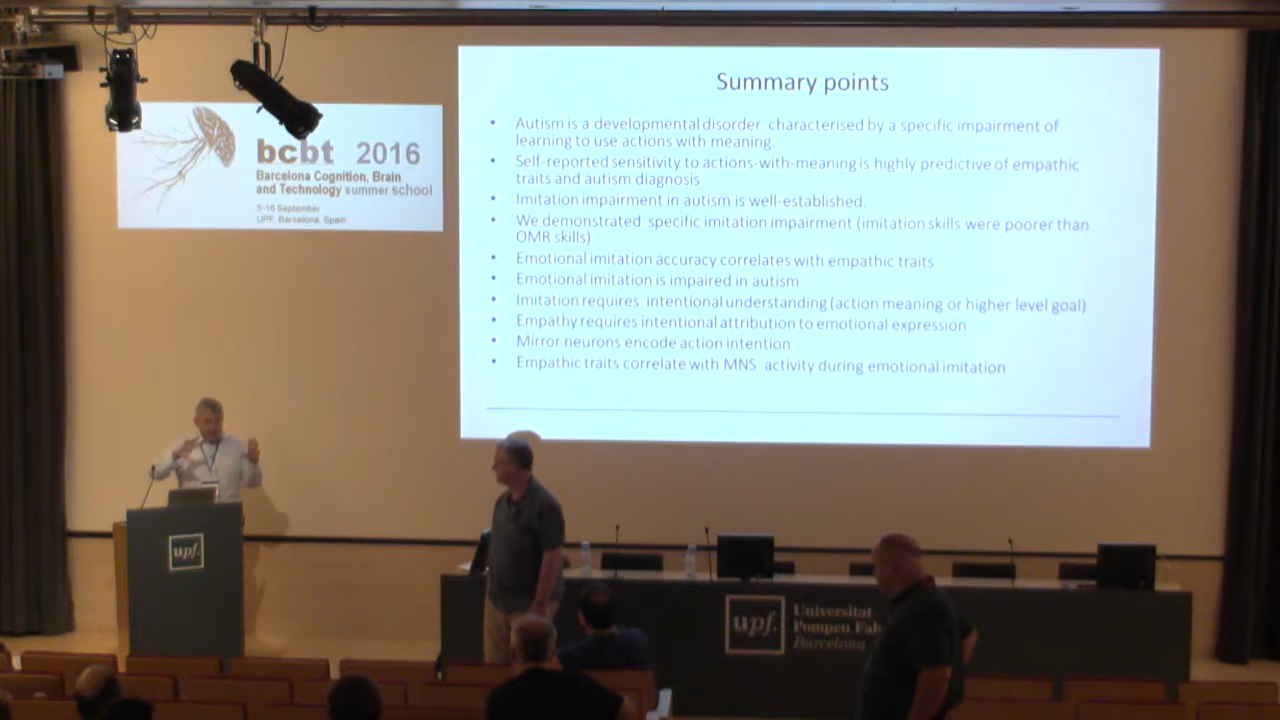 Summary points
• Autism is a developmental disorder characterised by a specific impairment of
learning to use actions with meaning.
• Self-reported sensitivity to actions-with-meaning is highly predictive of empathic
traits and autism diagnosis
• Imitation impairment in autism is well-established.
• We demonstrated specific imitation impairment (imitation skills were poorer than
OMR skills)
• Emotional imitation accuracy correlates with empathic traits
• Emotional imitation is impaired in autism
• Imitation requires intentional understanding (action meaning or higher level goal)
• Empathy requires intentional attribution to emotional expression
• Mirror neurons encode action intention
• Empathic traits correlate with MNS activity during emotional imitation
bcbt 2016
Barcelona Cognition, Brain
and Technology summer school
5-16 September
UPF, Barcelona, Spain
upf.
upf.
Universitat
Pompeu Fab
Barcelona